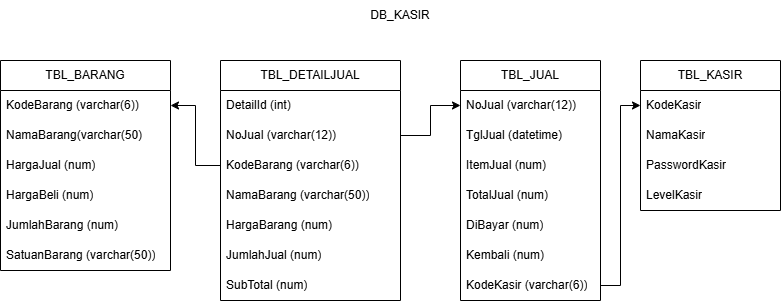 DB_KASIR
TBL_BARANG
KodeBarang (varchar(6))
NamaBarang(varchar(50)
HargaJual (num)
HargaBeli (num)
JumlahBarang (num)
SatuanBarang (varchar(50))
TBL_DETAILJUAL
DetailId (int)
NoJual (varchar(12))
KodeBarang (varchar(6))
NamaBarang (varchar(50))
HargaBarang (num)
JumlahJual (num)
SubTotal (num)
TBL_JUAL
NoJual (varchar(12))
TglJual (datetime)
ItemJual (num)
TotalJual (num)
DiBayar (num)
Kembali (num)
KodeKasir (varchar(6))
TBL_KASIR
KodeKasir
NamaKasir
PasswordKasir
LevelKasir